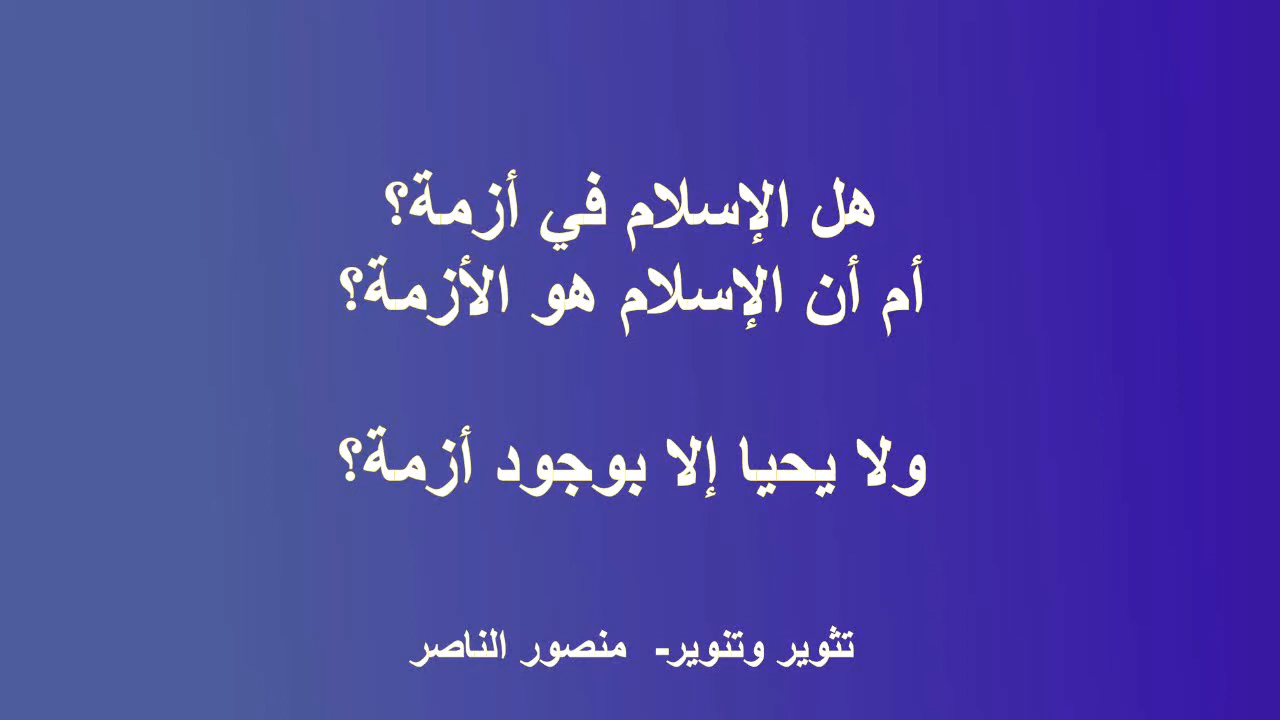 هل الإسلام في أزمة؟
أم أن الإسلام هو الأزمة؟
ولا يحيا إلا بوجود أزمة؟
تثوير وتنوير- منصور الناصر